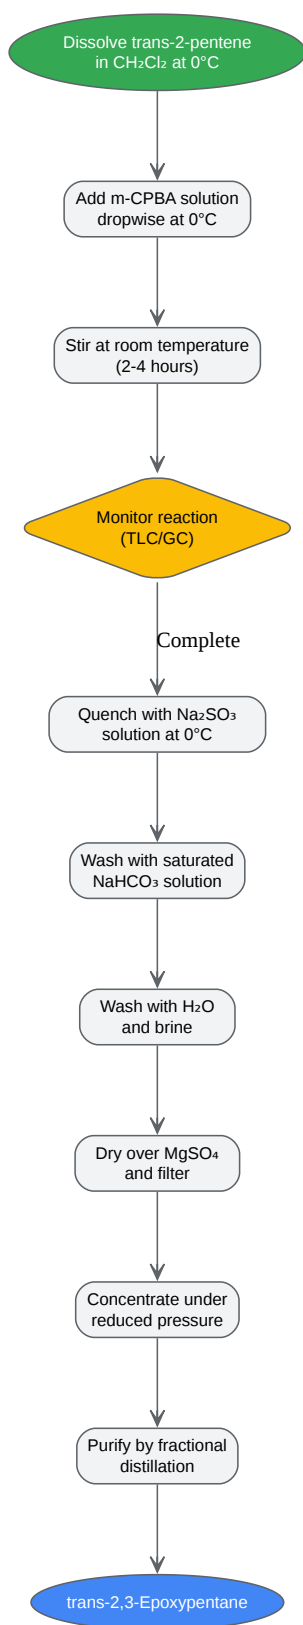 Dissolve trans-2-pentene
in CH₂Cl₂ at 0°C
Add m-CPBA solution
dropwise at 0°C
Stir at room temperature
(2-4 hours)
Monitor reaction
(TLC/GC)
Complete
Quench with Na₂SO₃
solution at 0°C
Wash with saturated
NaHCO₃ solution
Wash with H₂O
and brine
Dry over MgSO₄
and filter
Concentrate under
reduced pressure
Purify by fractional
distillation
trans-2,3-Epoxypentane